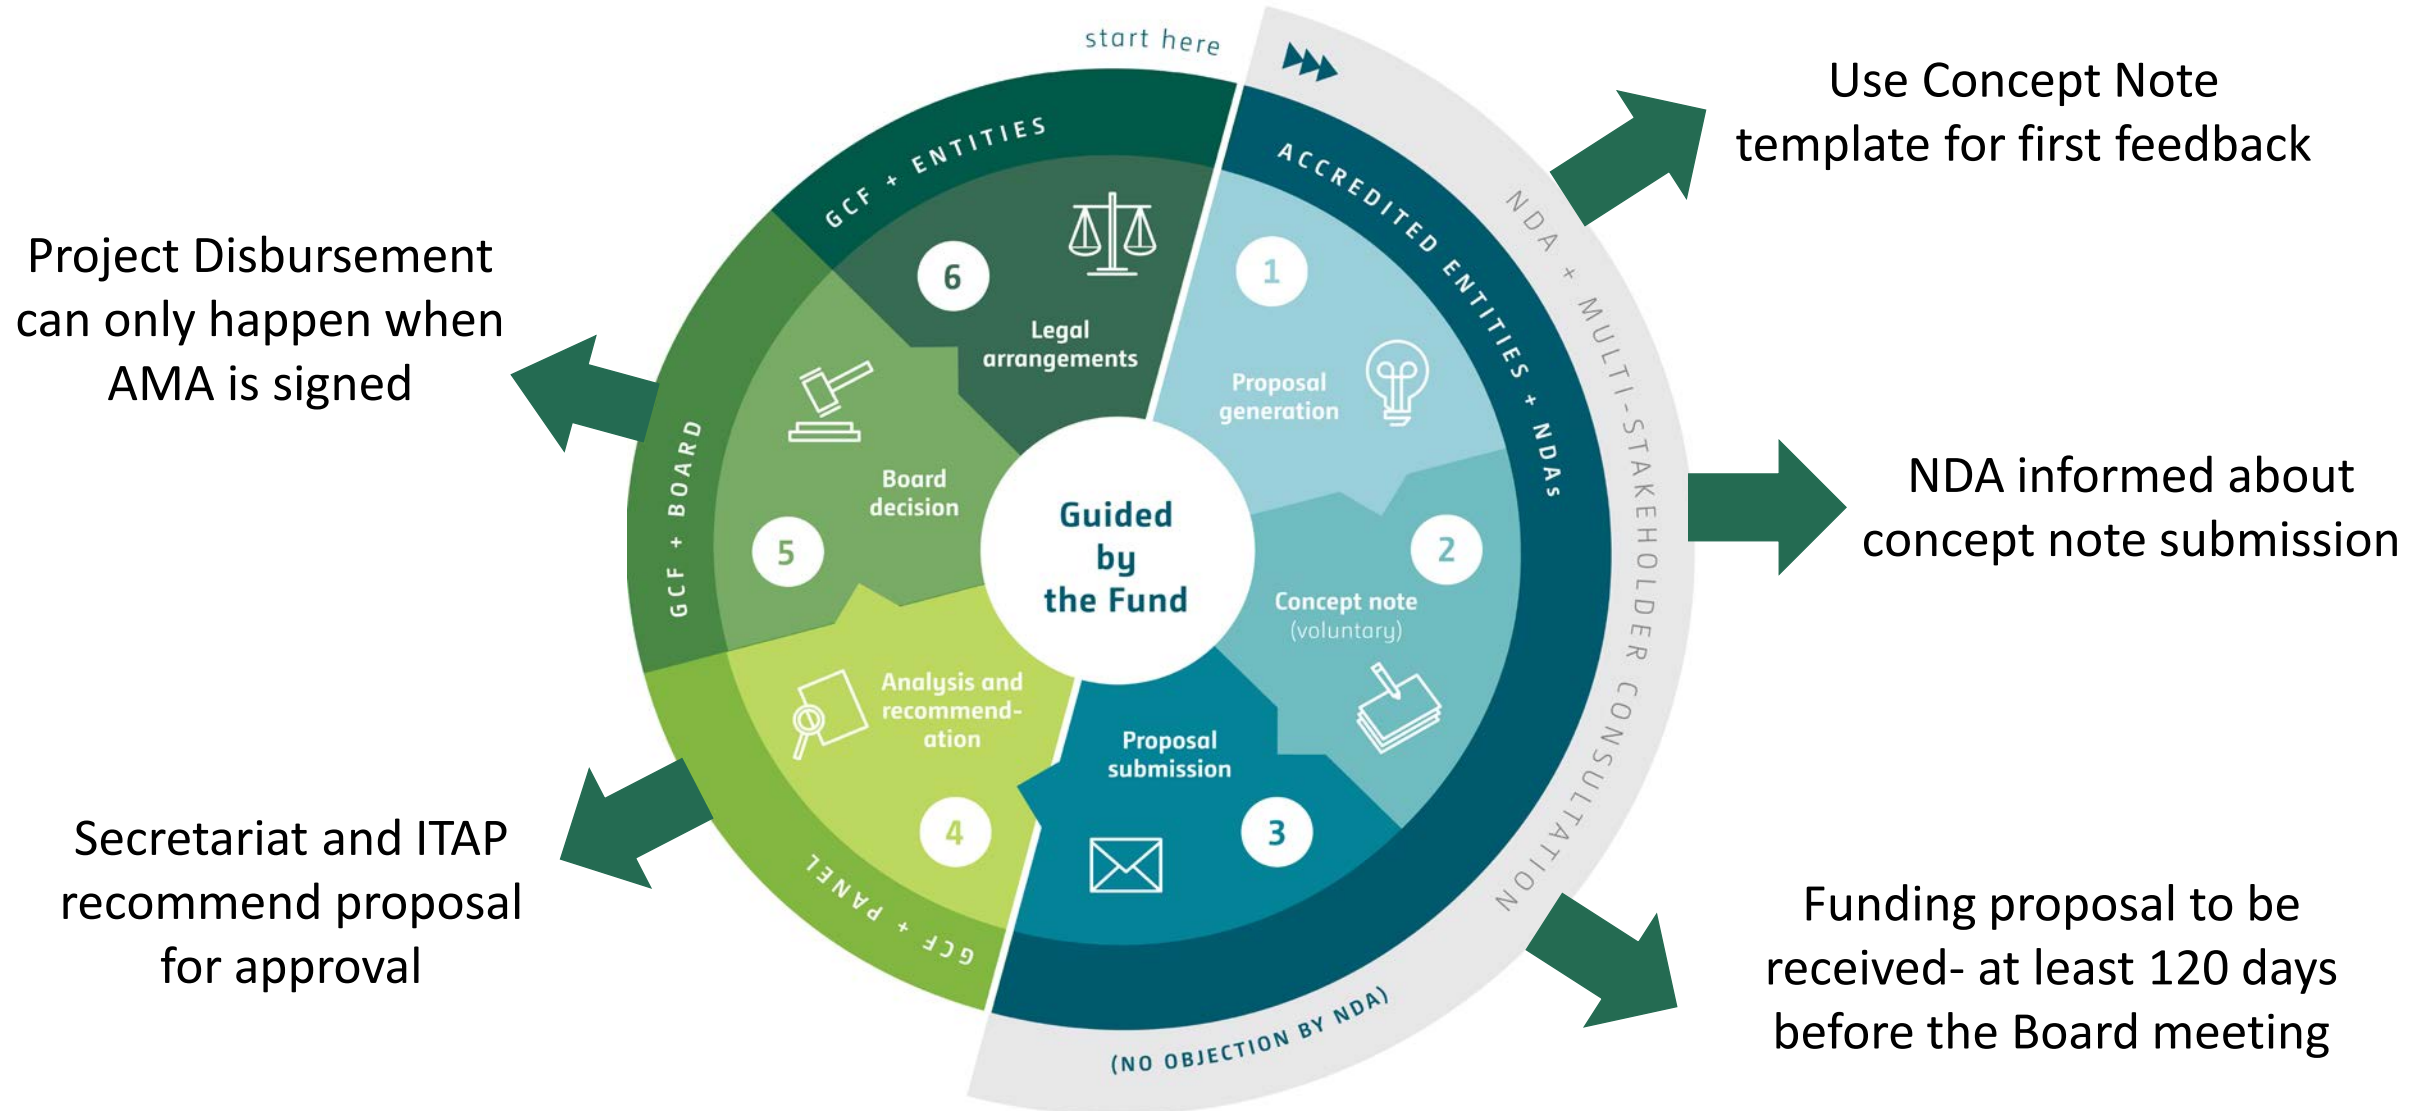 start here
ACCREDITED ENTITIES + NDAs
NDA + MULTI-STAKEHOLDER CONSULTATION
(NO OBJECTION BY NDA)
GCF + PANEL
GCF + BOARD
GCF + ENTITIES
Guided
by
the Fund
1
Proposal
generation
2
Concept note
(voluntary)
Proposal
submission
3
Analysis and
recommend-
ation
4
Board
decision
5
6
Legal
arrangements
Use Concept Note
template for first feedback
NDA informed about
concept note submission
Funding proposal to be
received- at least 120 days
before the Board meeting
Secretariat and ITAP
recommend proposal
for approval
Project Disbursement
can only happen when
AMA is signed